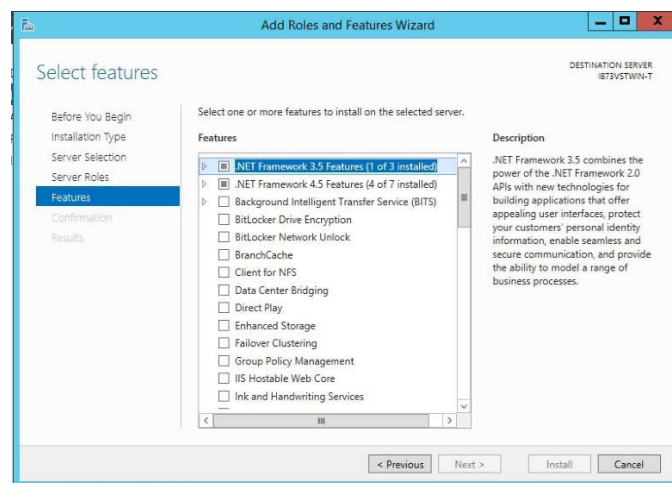 Add Roles and Features Wizard
Select features
DESTINATION SERVER
I873VSTWIN-T
Before You Begin
Installation Type
Server Selection
Server Roles
Features
Confirmation
Results
Select one or more features to install on the selected server.
Features
.NET Framework 3.5 Features (1 of 3 installed)
.NET Framework 4.5 Features (4 of 7 installed)
Background Intelligent Transfer Service (BITS)
BitLocker Drive Encryption
BitLocker Network Unlock
BranchCache
Client for NFS
Data Center Bridging
Direct Play
Enhanced Storage
Failover Clustering
Group Policy Management
IIS Hostable Web Core
Ink and Handwriting Services
Description
.NET Framework 3.5 combines the
power of the .NET Framework 2.0
APIs with new technologies for
building applications that offer
appealing user interfaces, protect
your customers' personal identity
information, enable seamless and
secure communication, and provide
the ability to model a range of
business processes.
< Previous
Next >
Install
Cancel